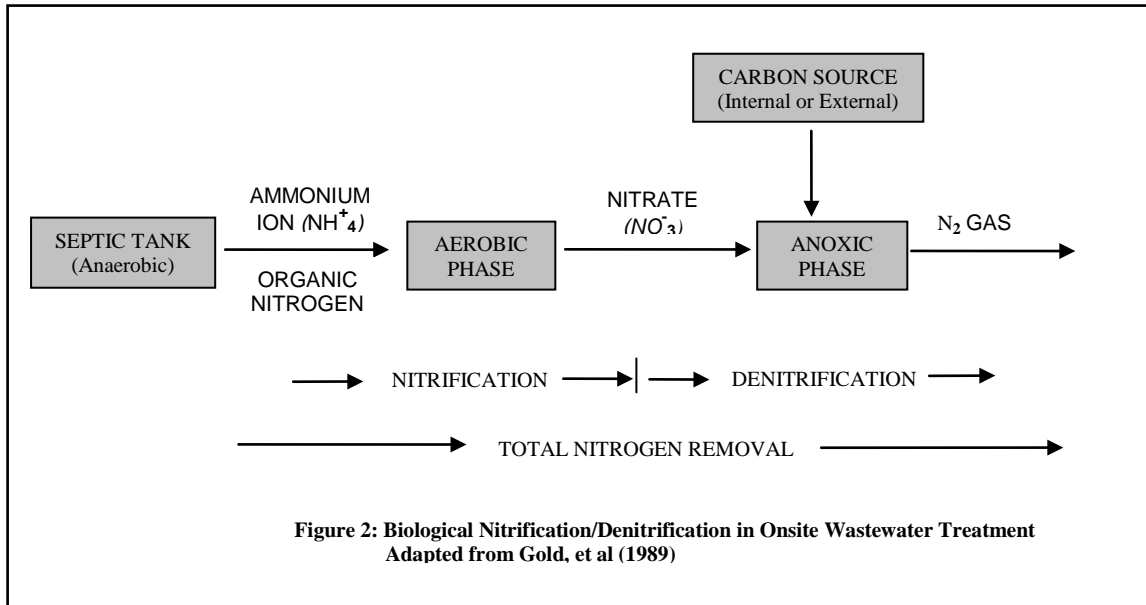 CARBON SOURCE
(Internal or External)
AMMONIUM
ION (NH⁺₄)
NITRATE
(NO⁻₃)
SEPTIC TANK
(Anaerobic)
AEROBIC
PHASE
ANOXIC
PHASE
N₂ GAS
ORGANIC
NITROGEN
NITRIFICATION
DENITRIFICATION
TOTAL NITROGEN REMOVAL
Figure 2: Biological Nitrification/Denitrification in Onsite Wastewater Treatment
Adapted from Gold, et al (1989)